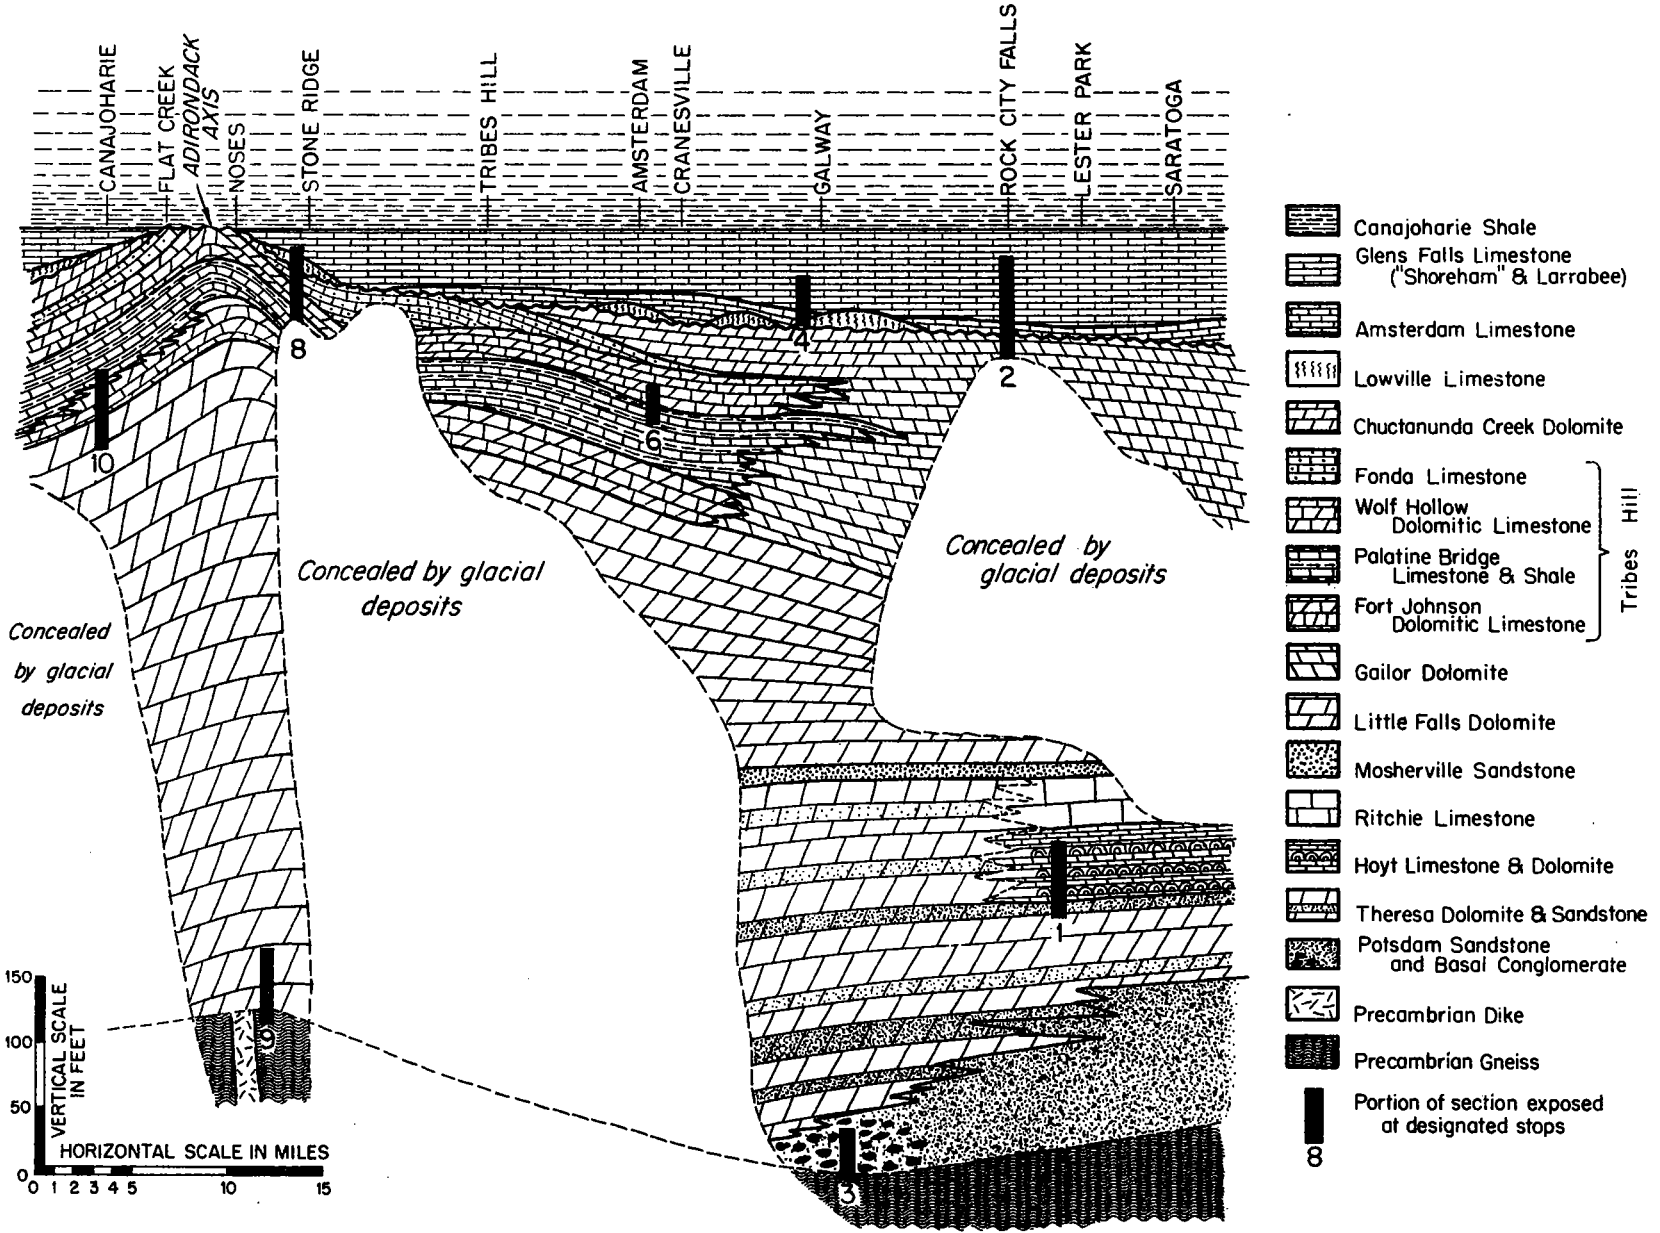 CANAJOHARIE
FLAT CREEK
ADIRONDACK
AXIS
NOSES
STONE RIDGE
TRIBES HILL
AMSTERDAM
CRANESVILLE
GALWAY
ROCK CITY FALLS
LESTER PARK
SARATOGA
8
4
2
6
10
Concealed by glacial
deposits
Concealed by
glacial deposits
Concealed
by glacial
deposits
1
9
3
150
100
50
0
VERTICAL SCALE
IN FEET
HORIZONTAL SCALE IN MILES
0 1 2 3 4 5 10 15
Canajoharie Shale
Glens Falls Limestone
("Shoreham" & Larrabee)
Amsterdam Limestone
Lowville Limestone
Chuctanunda Creek Dolomite
Fonda Limestone
Wolf Hollow
Dolomitic Limestone
Palatine Bridge
Limestone & Shale
Fort Johnson
Dolomitic Limestone
Tribes Hill
Gailor Dolomite
Little Falls Dolomite
Mosherville Sandstone
Ritchie Limestone
Hoyt Limestone & Dolomite
Theresa Dolomite & Sandstone
Potsdam Sandstone
and Basal Conglomerate
Precambrian Dike
Precambrian Gneiss
Portion of section exposed
at designated stops
8